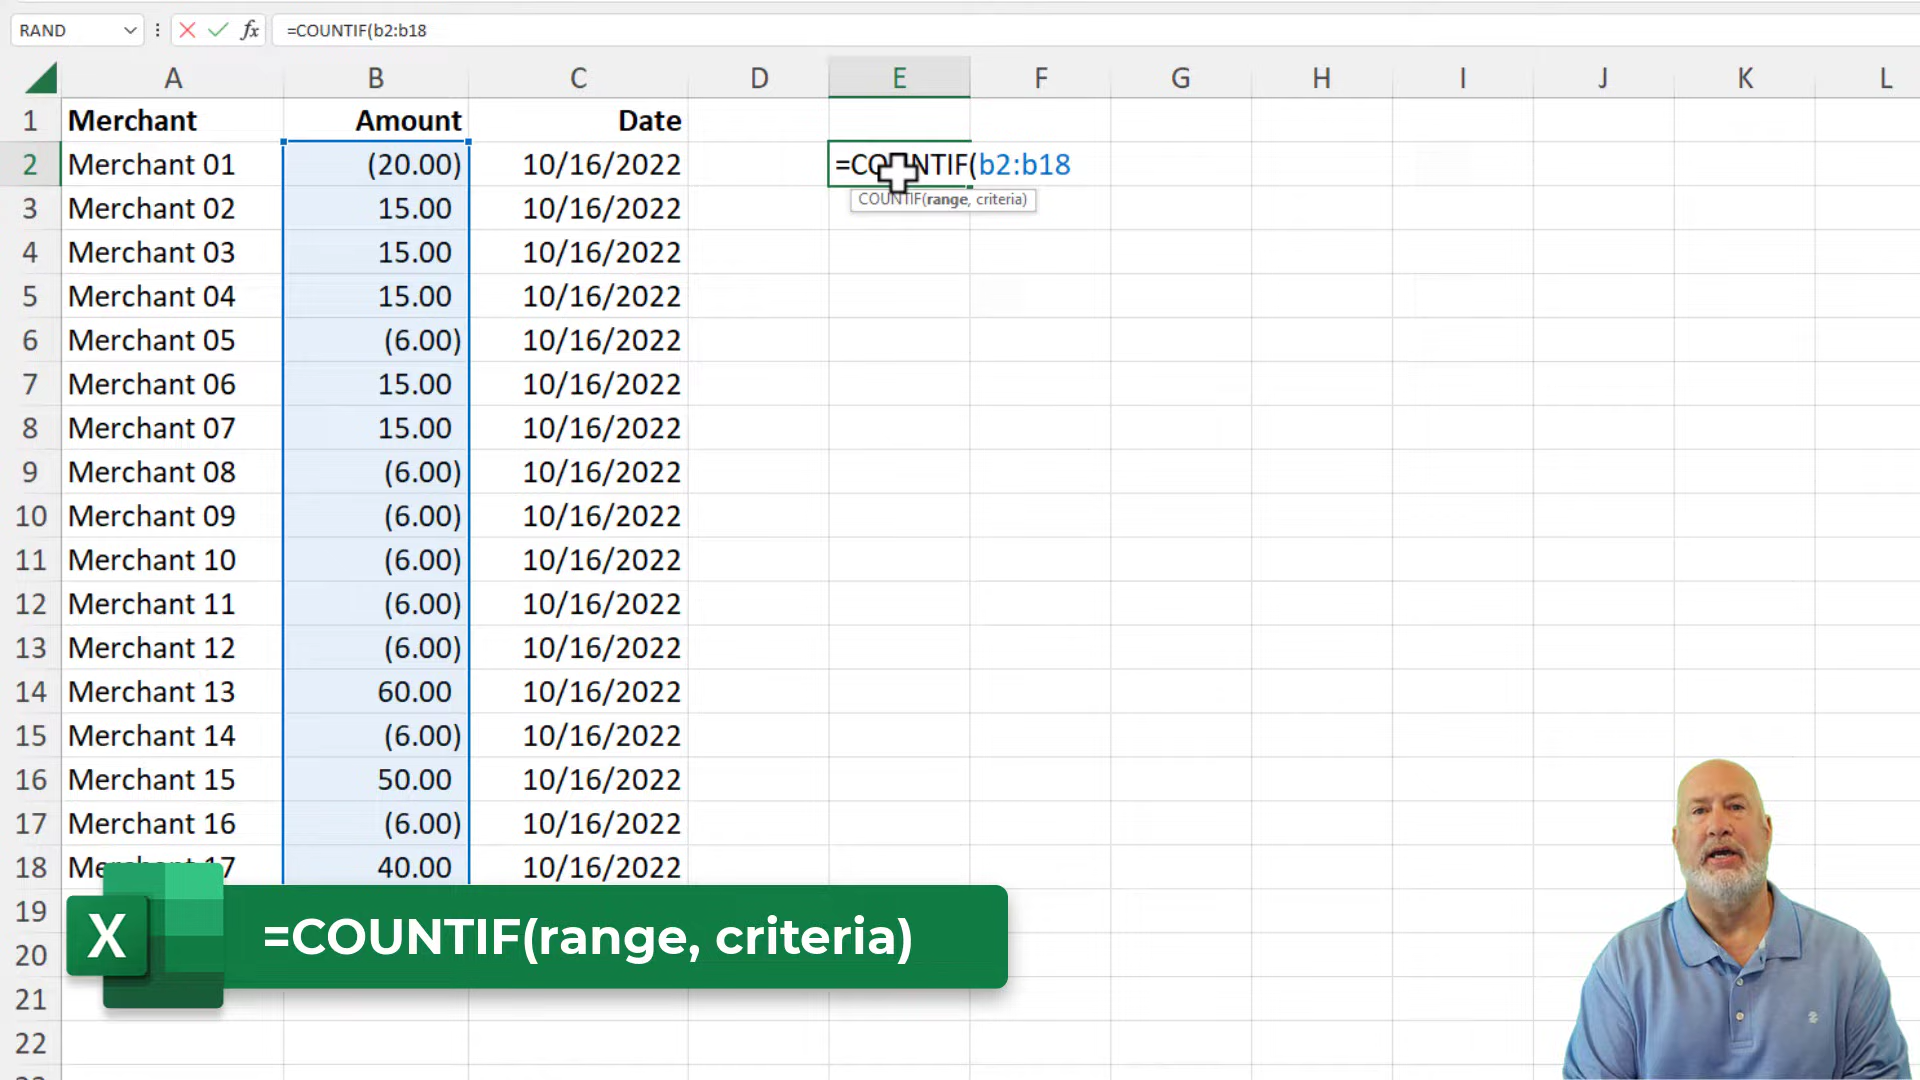 RAND fx =COUNTIF(b2:b18
A B C D E F G H I J K L
1 Merchant Amount Date
2 Merchant 01 (20.00) 10/16/2022 =COUNTIF(b2:b18
COUNTIF(range, criteria)
3 Merchant 02 15.00 10/16/2022
4 Merchant 03 15.00 10/16/2022
5 Merchant 04 15.00 10/16/2022
6 Merchant 05 (6.00) 10/16/2022
7 Merchant 06 15.00 10/16/2022
8 Merchant 07 15.00 10/16/2022
9 Merchant 08 (6.00) 10/16/2022
10 Merchant 09 (6.00) 10/16/2022
11 Merchant 10 (6.00) 10/16/2022
12 Merchant 11 (6.00) 10/16/2022
13 Merchant 12 (6.00) 10/16/2022
14 Merchant 13 60.00 10/16/2022
15 Merchant 14 (6.00) 10/16/2022
16 Merchant 15 50.00 10/16/2022
17 Merchant 16 (6.00) 10/16/2022
18 Merchant 17 40.00 10/16/2022
19
X =COUNTIF(range, criteria)
20
21
22